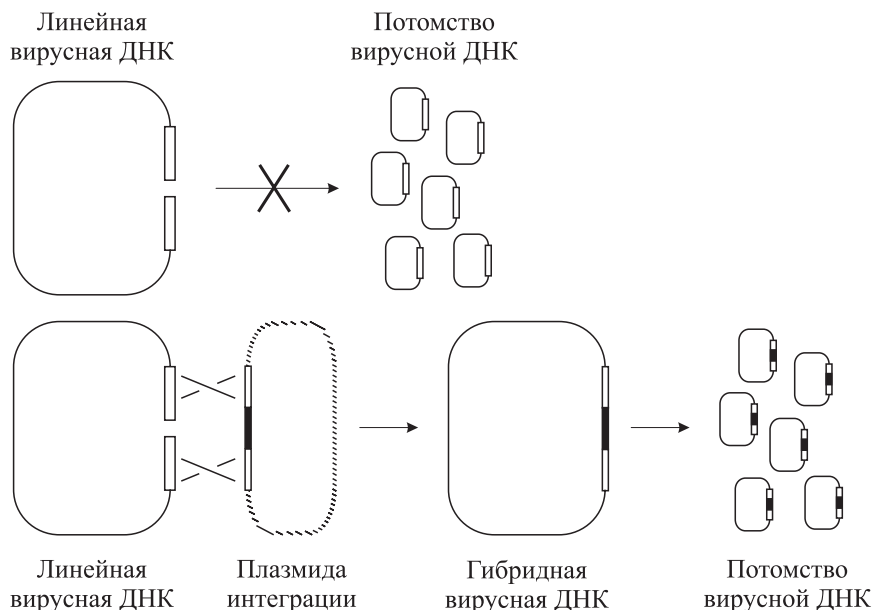 Линейная
вирусная ДНК
Потомство
вирусной ДНК
Линейная
вирусная ДНК
Плазмида
интеграции
Гибридная
вирусная ДНК
Потомство
вирусной ДНК